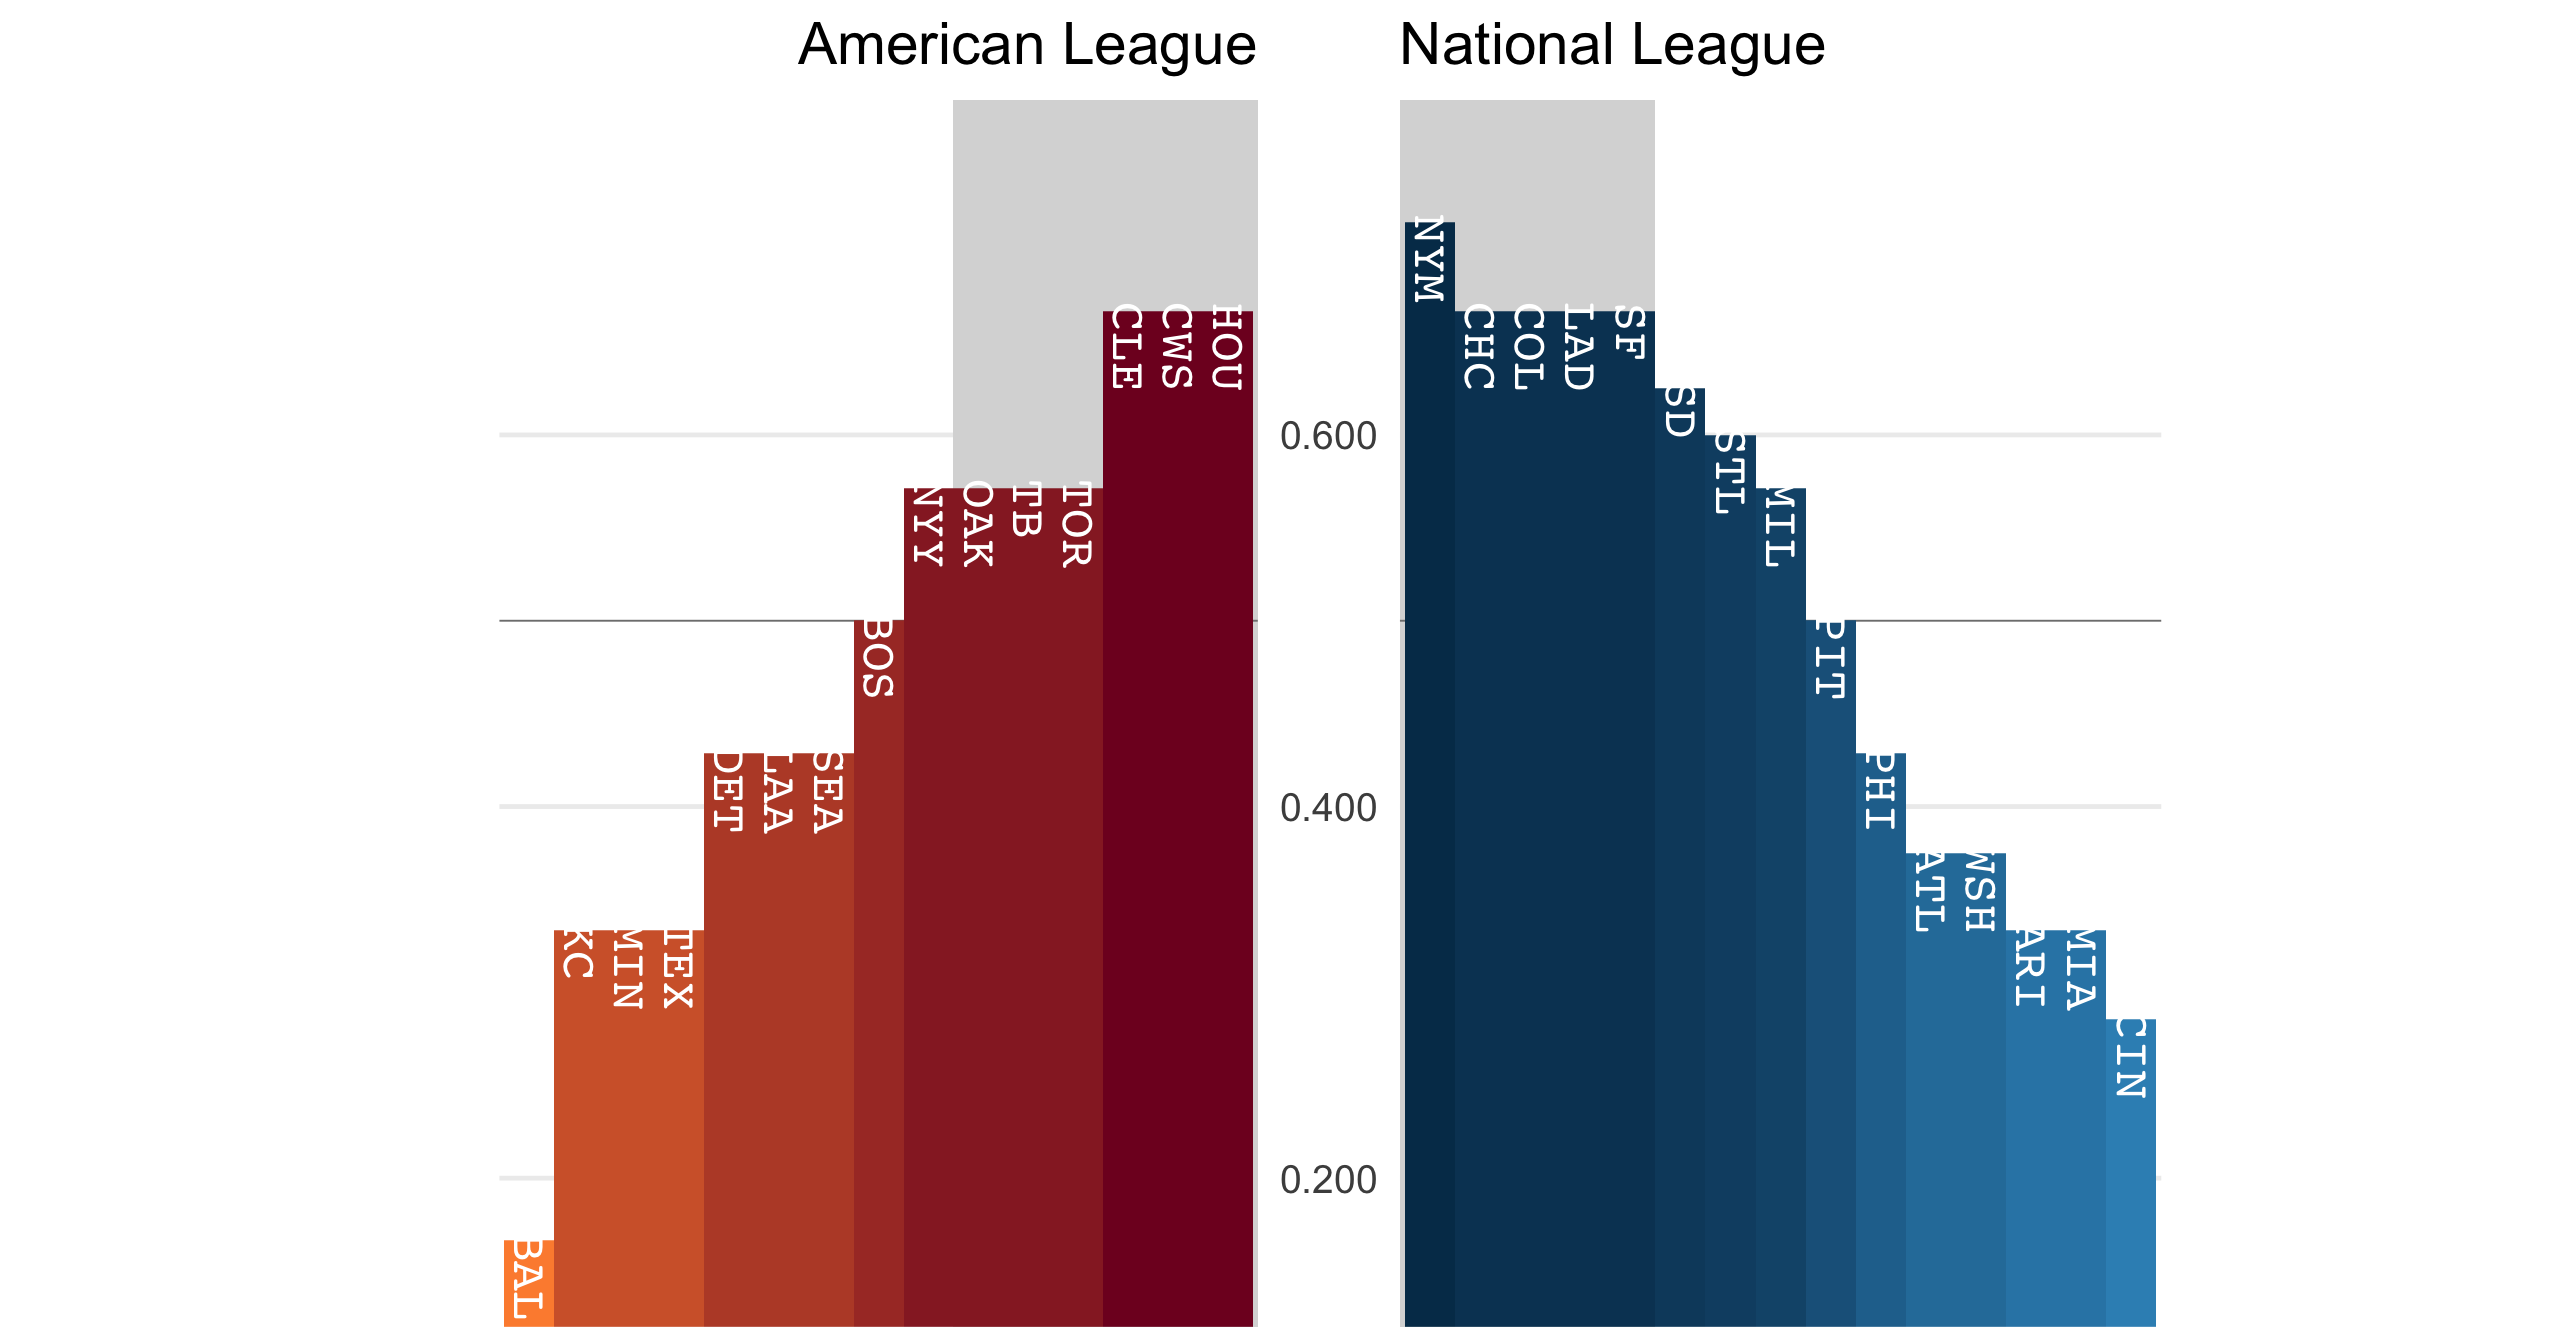 American League
National League
NYM
CLE
CWS
HOU
CHC
COL
LAD
SF
SD
0.600
STL
NYY
OAK
TB
TOR
MIL
BOS
PIT
DET
LAA
SEA
PHI
0.400
ATL
WSH
KC
MIN
TEX
ARI
MIA
CIN
0.200
BAL